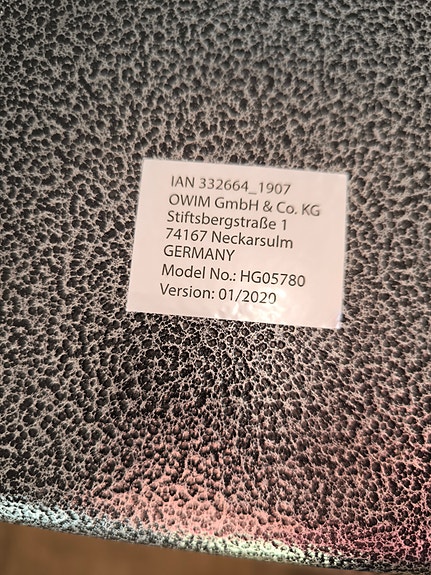 IAN 332664_1907
OWIM GmbH & Co. KG
Stiftsbergstraße 1
74167 Neckarsulm
GERMANY
Model No.: HG05780
Version: 01/2020